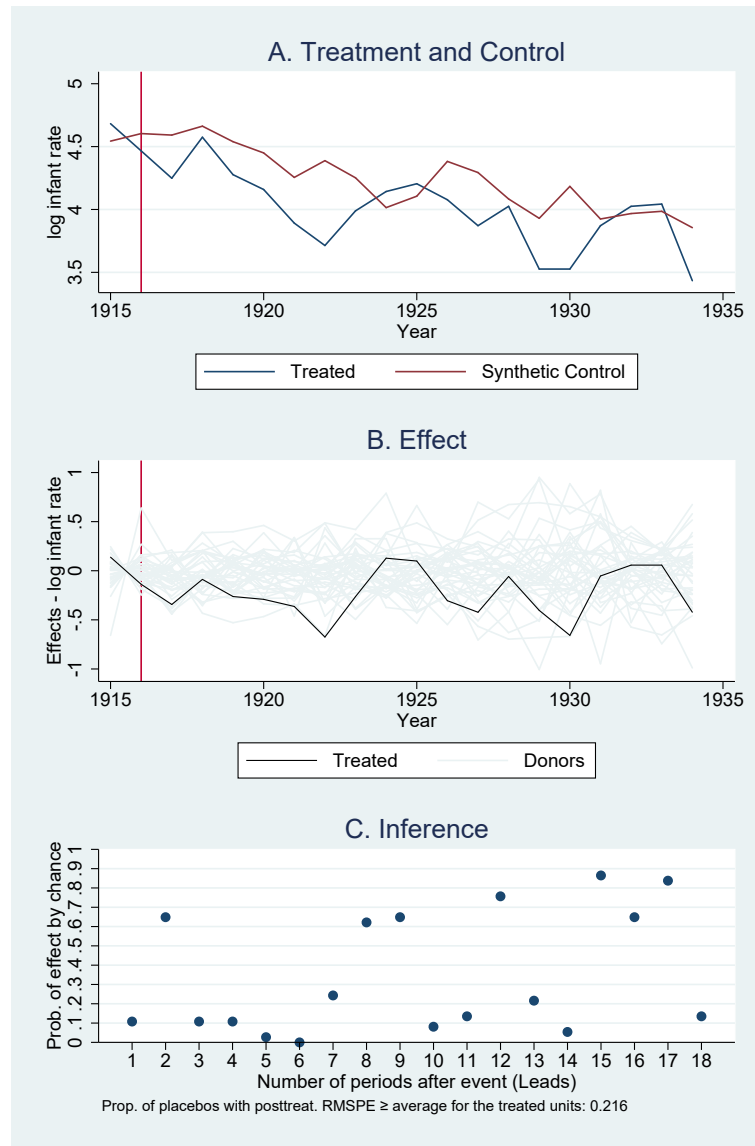 A. Treatment and Control
log infant rate
5
4.5
4
3.5
1915 1920 1925 1930 1935
Year
Treated Synthetic Control
B. Effect
Effects - log infant rate
1
.5
0
-.5
-1
1915 1920 1925 1930 1935
Year
Treated Donors
C. Inference
Prob. of effect by chance
0 .1 .2 .3 .4 .5 .6 .7 .8 .9 1
1 2 3 4 5 6 7 8 9 10 11 12 13 14 15 16 17 18
Number of periods after event (Leads)
Prop. of placebos with posttreat. RMSPE ≥ average for the treated units: 0.216